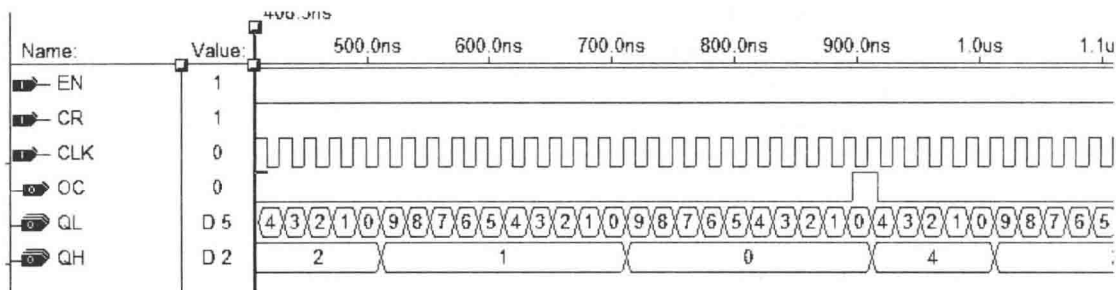 500.0ns 600.0ns 700.0ns 800.0ns 900.0ns 1.0us 1.1u
Name: Value:
EN 1
CR 1
CLK 0
OC 0
QL D 5 4 3 2 1 0 9 8 7 6 5 4 3 2 1 0 9 8 7 6 5 4 3 2 1 0 4 3 2 1 0 9 8 7 6 5
QH D 2 2 1 0 4